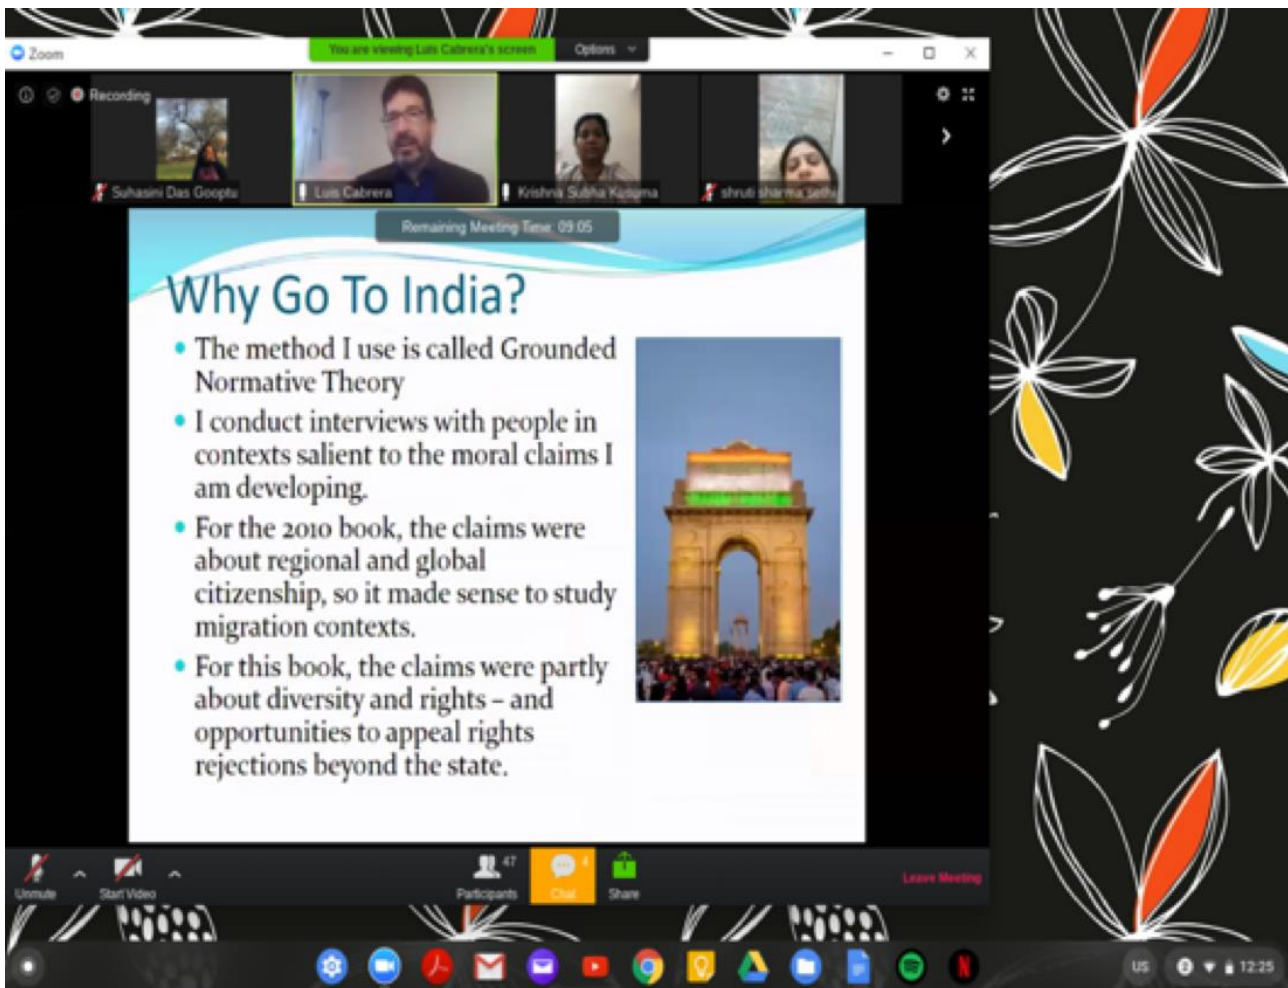 Zoom
You are viewing Luis Cabrera's screen Options
Recording
Suhasini Das Gooptu
Luis Cabrera
Krishna Subha Kusuma
shruti sharma sethi
Remaining Meeting Time: 09:05
Why Go To India?
• The method I use is called Grounded
Normative Theory
• I conduct interviews with people in
contexts salient to the moral claims I
am developing.
• For the 2010 book, the claims were
about regional and global
citizenship, so it made sense to study
migration contexts.
• For this book, the claims were partly
about diversity and rights – and
opportunities to appeal rights
rejections beyond the state.
47
4
Unmute
Start Video
Participants
Chat
Share
Leave Meeting
N
US
2
12:25